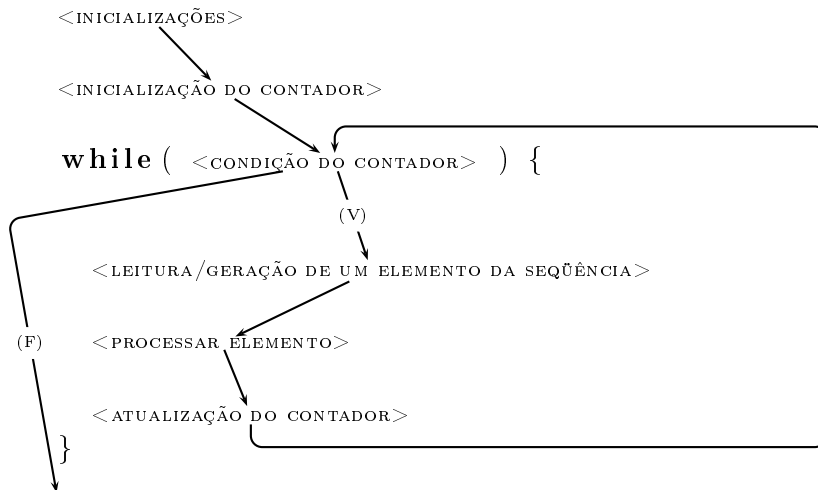 <INICIALIZAÇÕES>
<INICIALIZAÇÃO DO CONTADOR>
while ( <CONDIÇÃO DO CONTADOR> ) {
(V)
<LEITURA/GERAÇÃO DE UM ELEMENTO DA SEQÜÊNCIA>
(F) <PROCESSAR ELEMENTO>
<ATUALIZAÇÃO DO CONTADOR>
}